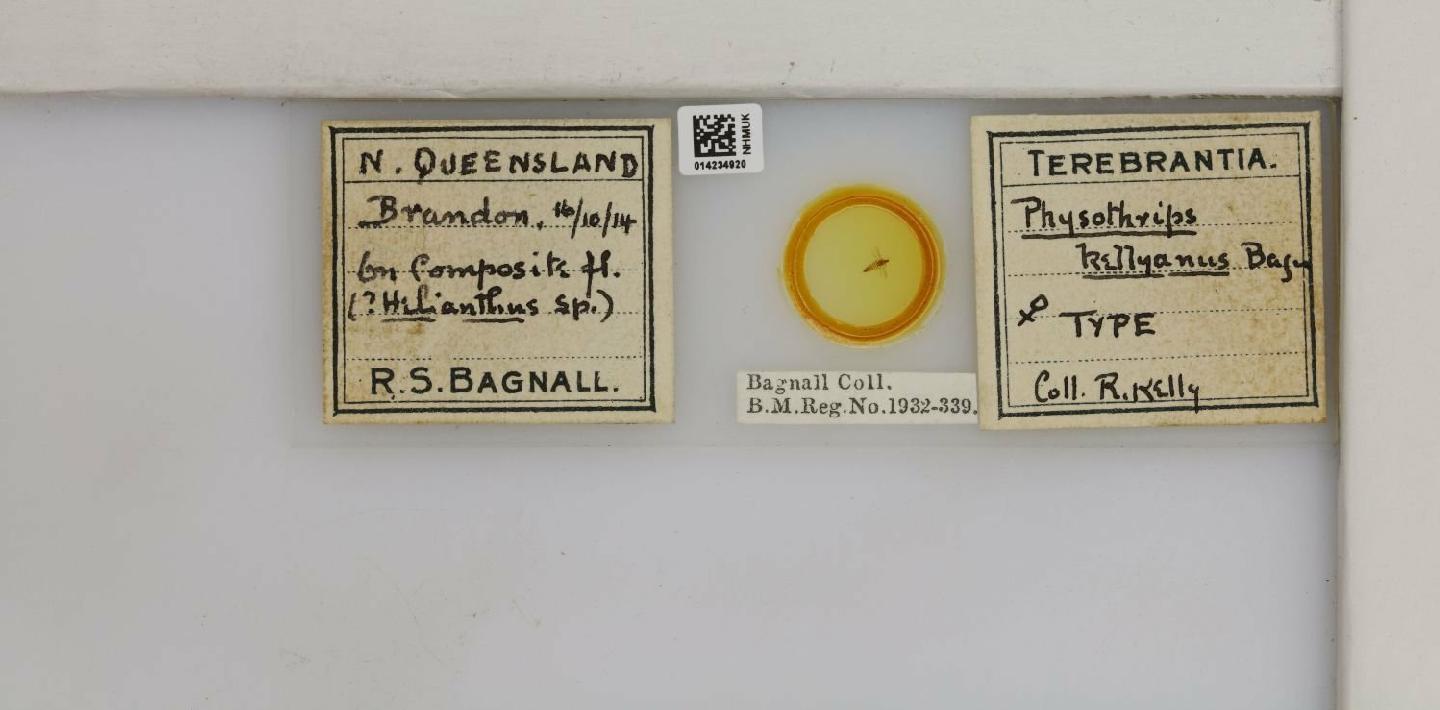 N. QUEENSLAND
Brandon, 16/10/14
On Composite fl.
(? Helianthus sp.)
R.S. BAGNALL.
NHMUK
014234920
Bagnall Coll.
B.M.Reg.No.1932-339.
TEREBRANTIA.
Physothrips
kellyanus Bagn
♀ TYPE
Coll. R. Kelly